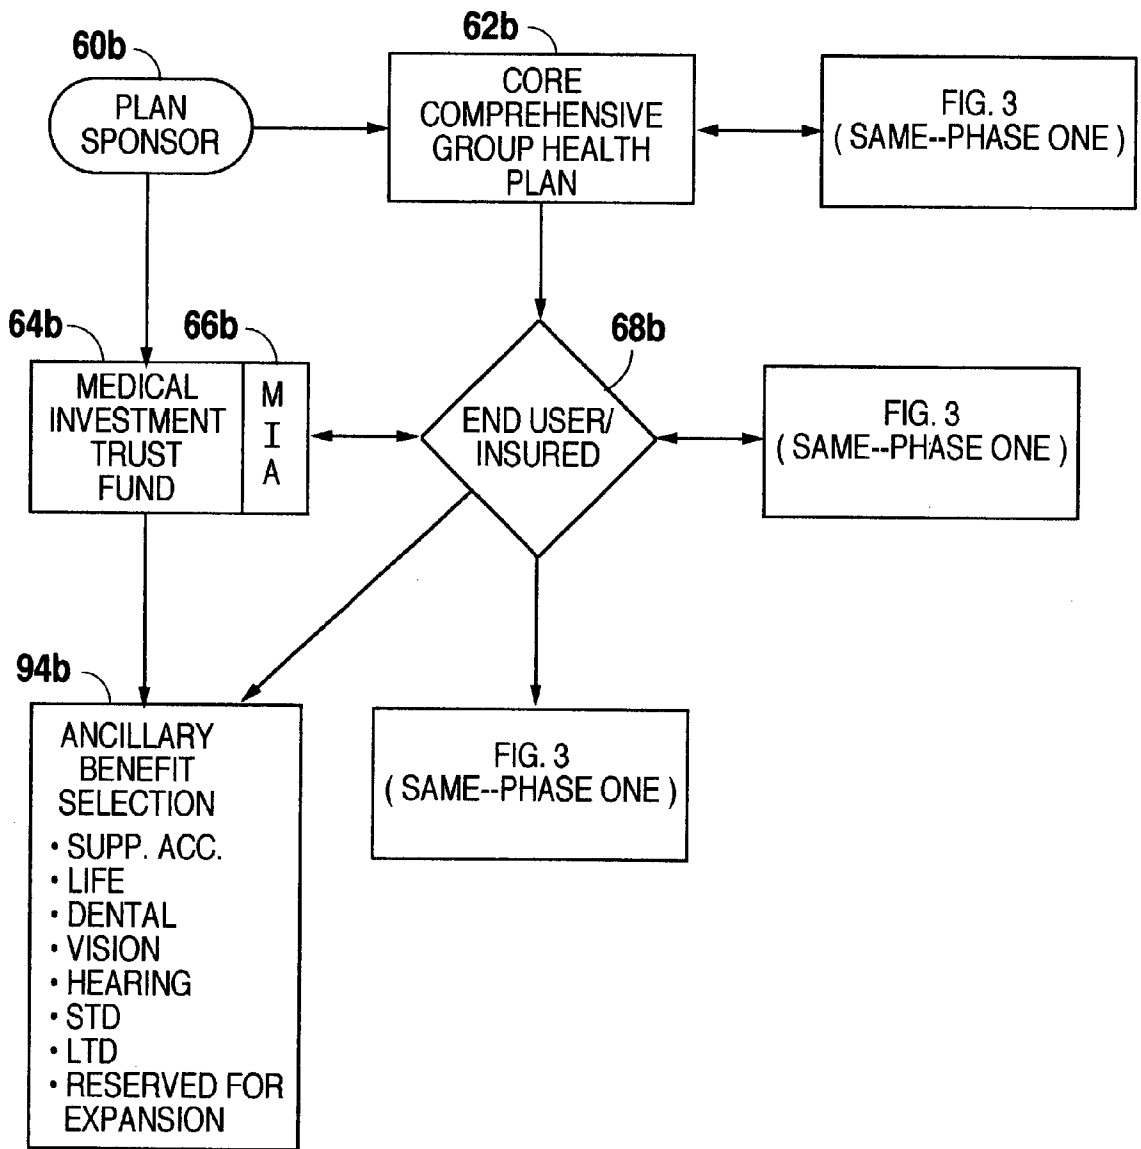 60b
PLAN
SPONSOR
62b
CORE
COMPREHENSIVE
GROUP HEALTH
PLAN
FIG. 3
( SAME--PHASE ONE )
64b
MEDICAL
INVESTMENT
TRUST
FUND
66b
M
I
A
68b
END USER/
INSURED
FIG. 3
( SAME--PHASE ONE )
94b
ANCILLARY
BENEFIT
SELECTION
• SUPP. ACC.
• LIFE
• DENTAL
• VISION
• HEARING
• STD
• LTD
• RESERVED FOR
EXPANSION
FIG. 3
( SAME--PHASE ONE )